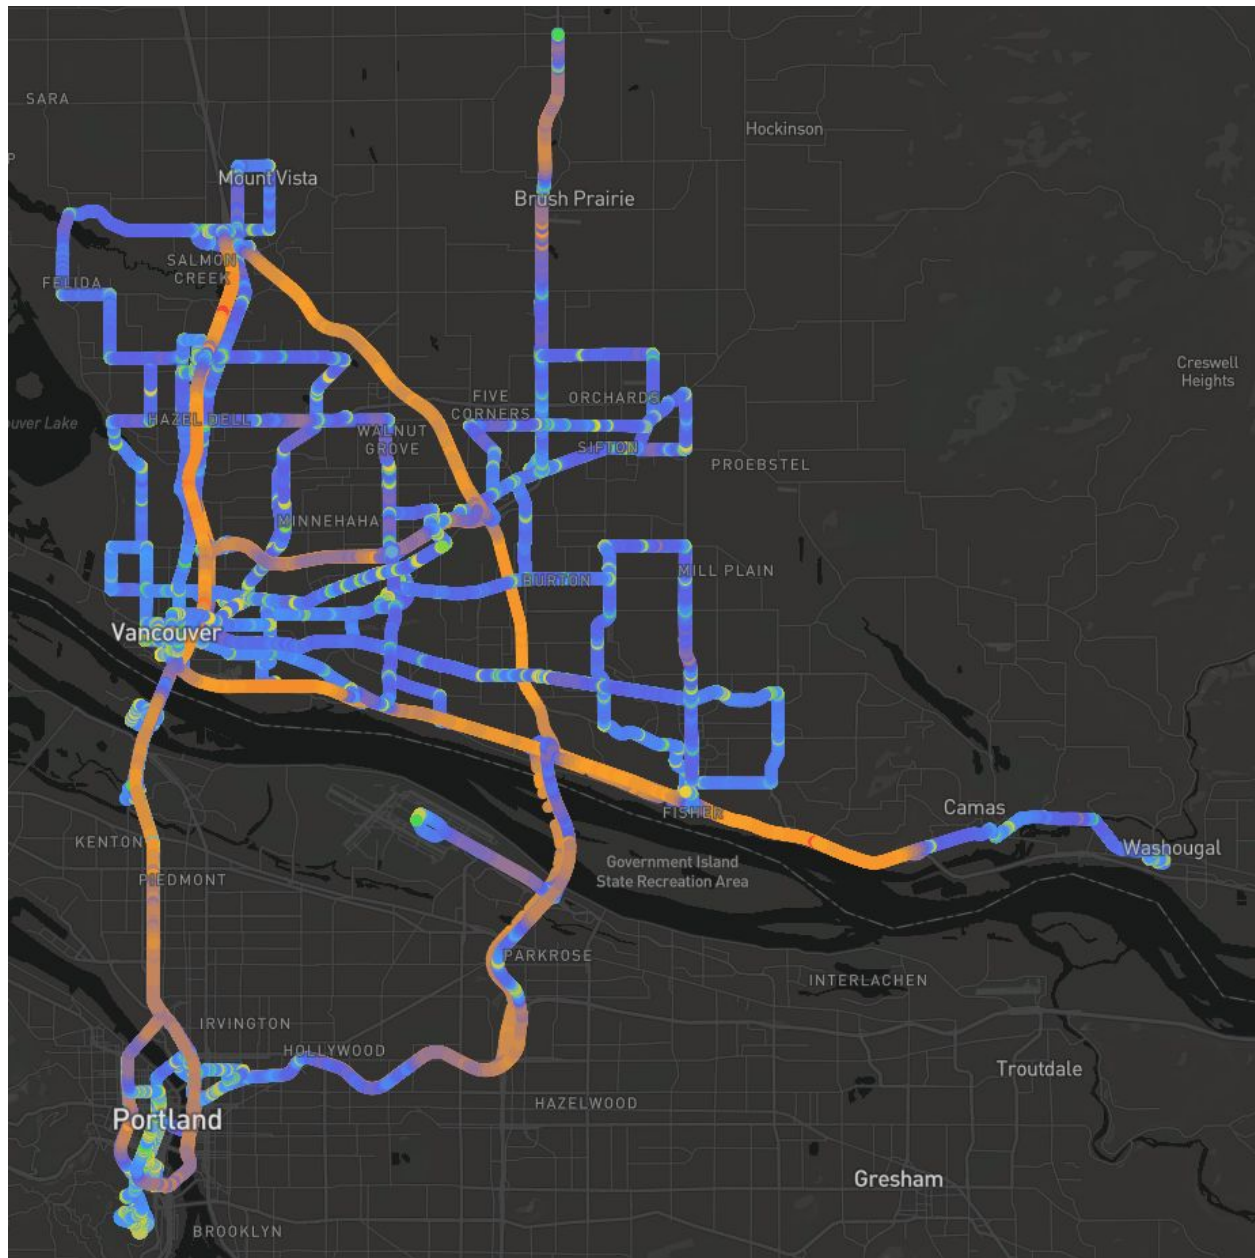 SARA
Hockinson
Mount Vista
Brush Prairie
SALMON
CREEK
FELIDA
Creswell
Heights
FIVE
CORNERS
ORCHARDS
HAZEL DELL
uver Lake
WALNUT
GROVE
SIFTON
PROEBSTEL
MINNEHAHA
BURTON
MILL PLAIN
Vancouver
Camas
FISHER
KENTON
Washougal
Government Island
State Recreation Area
PIEDMONT
PARKROSE
INTERLACHEN
IRVINGTON
HOLLYWOOD
Troutdale
HAZELWOOD
Portland
Gresham
BROOKLYN